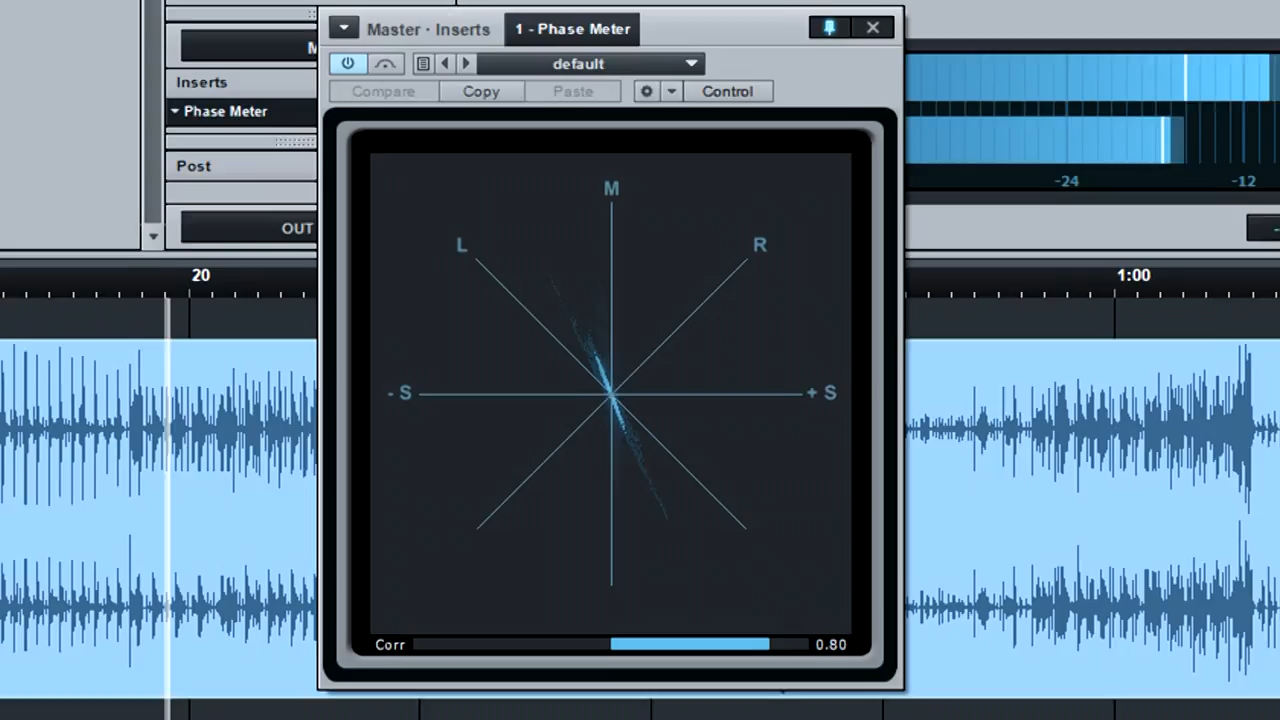 Master · Inserts
1 - Phase Meter
default
Compare
Copy
Paste
Control
Inserts
Phase Meter
Post
OUT
-24
-12
20
1:00
M
L
R
- S
+ S
Corr
0.80